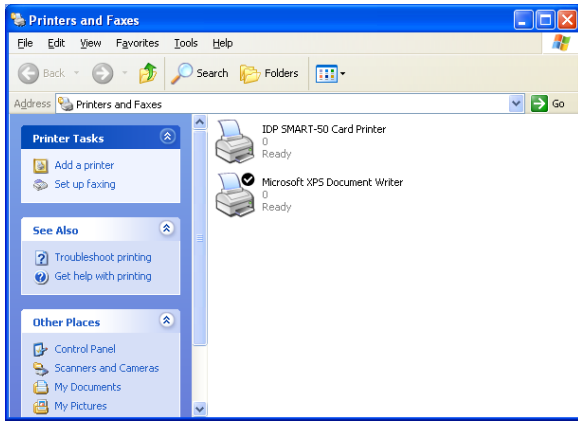 Printers and Faxes
File Edit View Favorites Tools Help
Back Search Folders
Address Printers and Faxes Go
Printer Tasks
Add a printer
Set up faxing
See Also
Troubleshoot printing
Get help with printing
Other Places
Control Panel
Scanners and Cameras
My Documents
My Pictures
IDP SMART-50 Card Printer
0
Ready
Microsoft XPS Document Writer
0
Ready